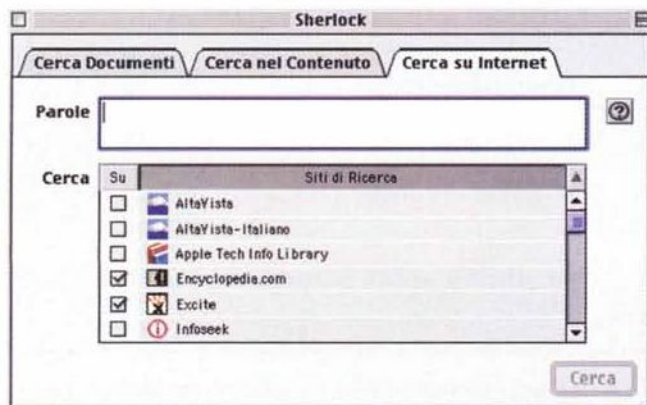 Sherlock
Cerca Documenti Cerca nel Contenuto Cerca su Internet
Parole
Cerca Su Siti di Ricerca
AltaVista
AltaVista-Italiano
Apple Tech Info Library
Encyclopedia.com
Excite
Infoseek
Cerca